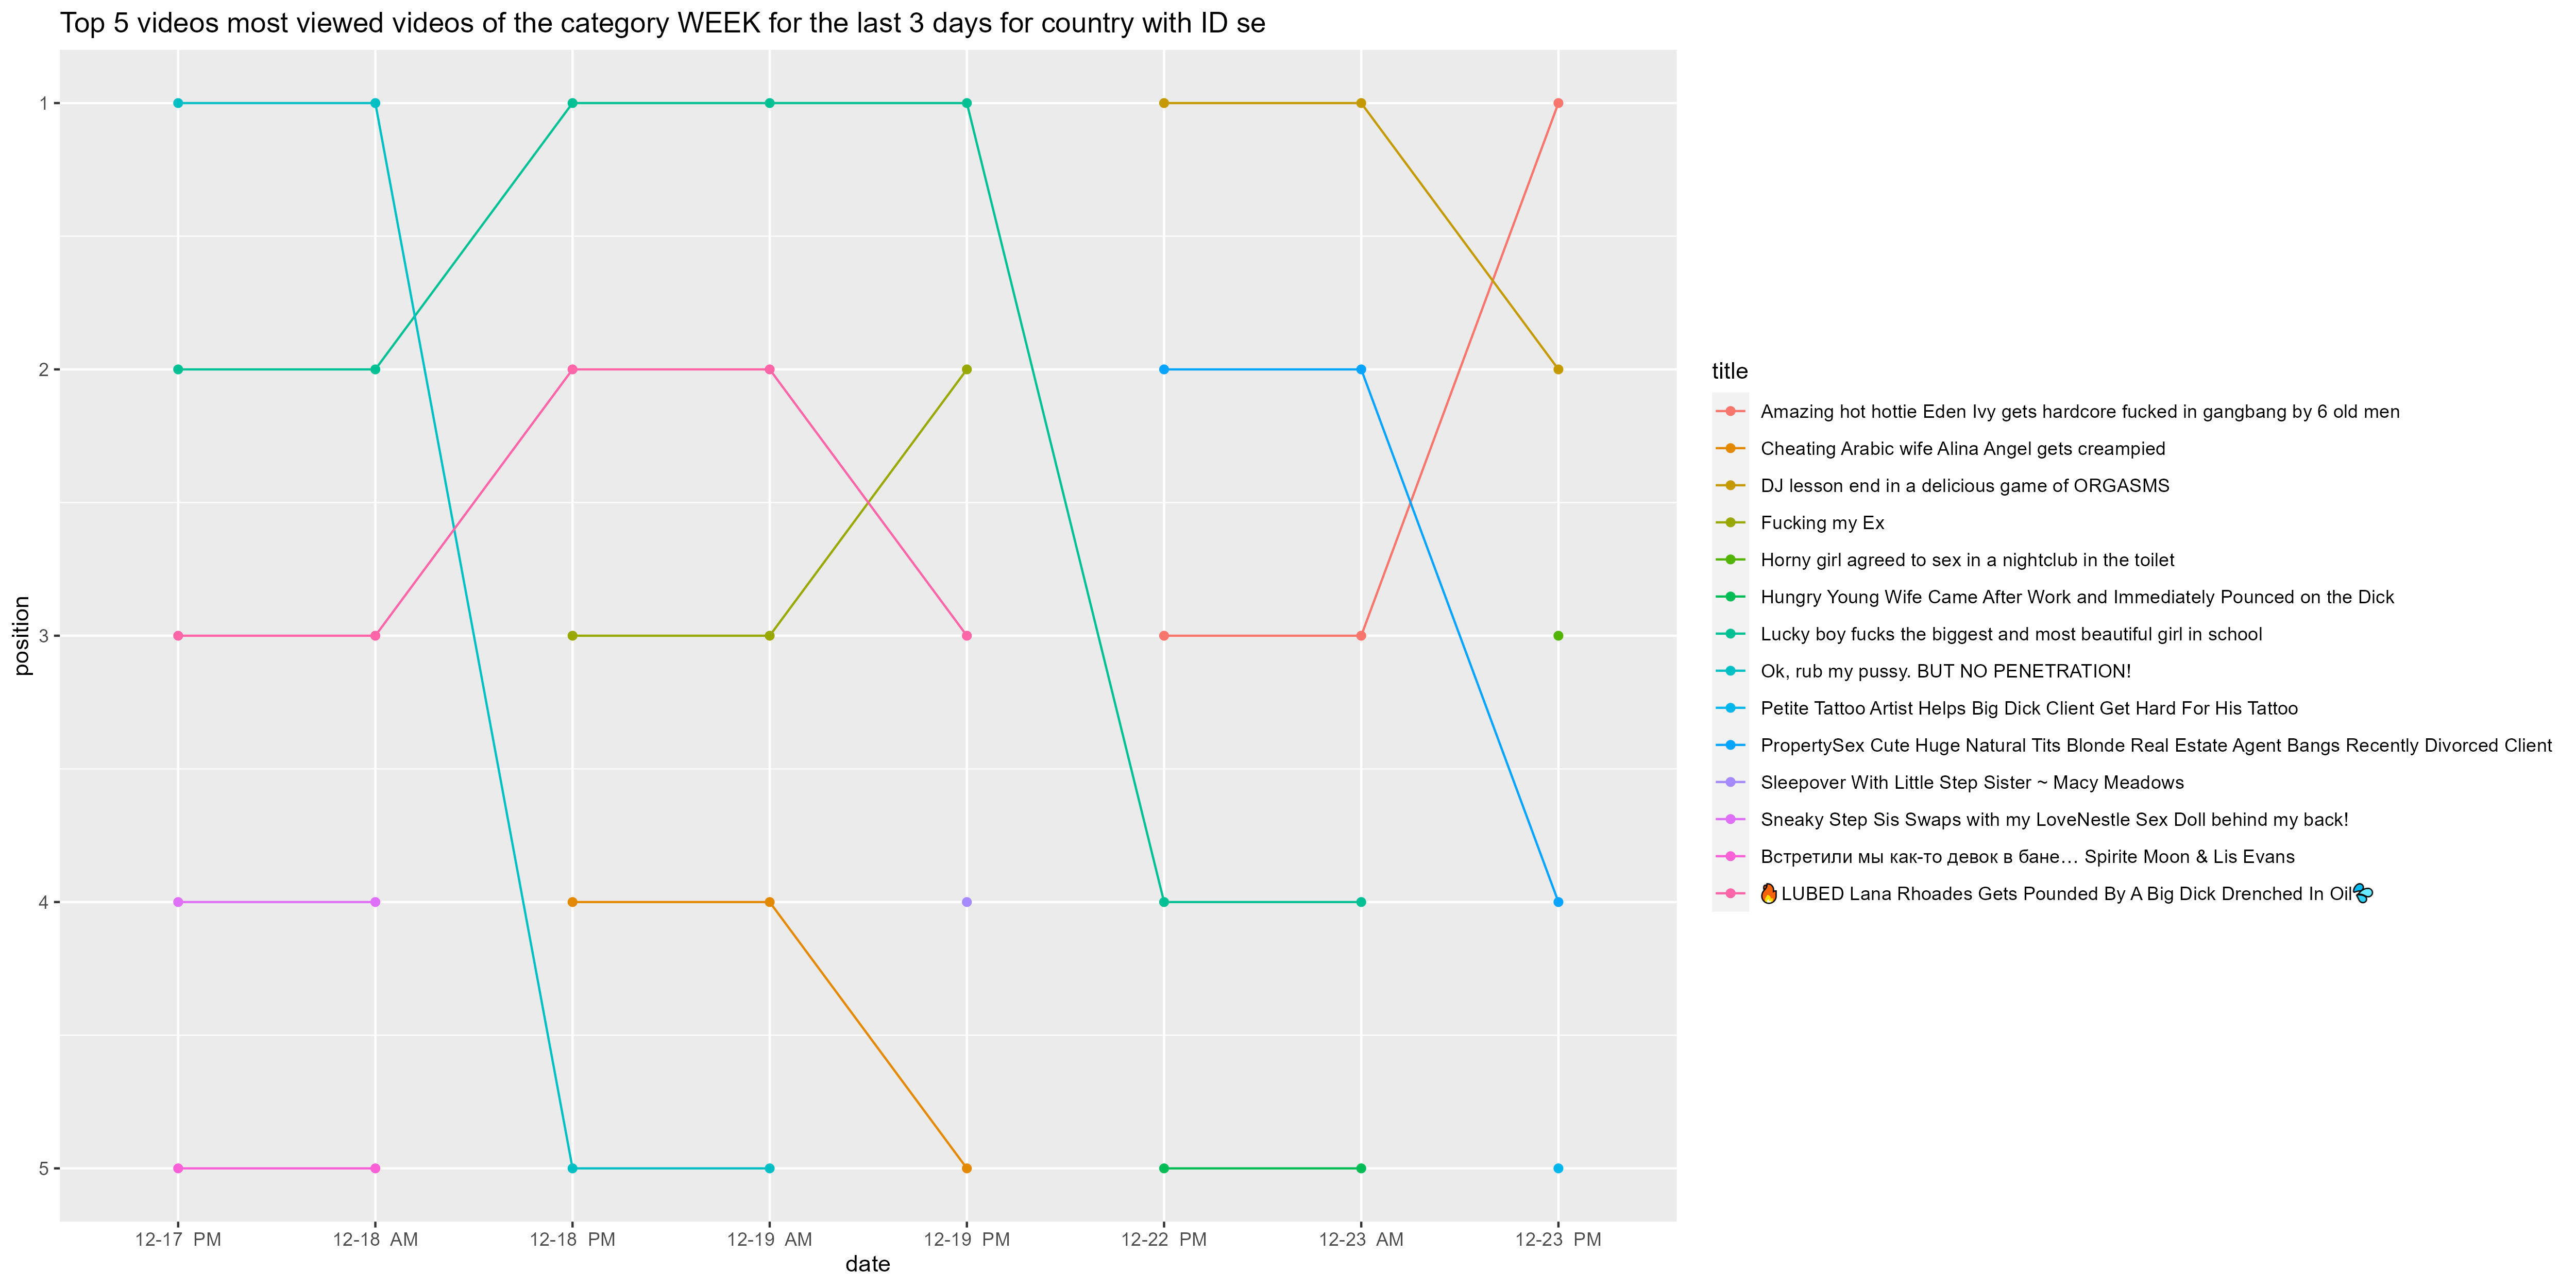 Top 5 videos most viewed videos of the category WEEK for the last 3 days for country with ID se
position
1
2
3
4
5
12-17 PM
12-18 AM
12-18 PM
12-19 AM
12-19 PM
12-22 PM
12-23 AM
12-23 PM
date
title
Amazing hot hottie Eden Ivy gets hardcore fucked in gangbang by 6 old men
Cheating Arabic wife Alina Angel gets creampied
DJ lesson end in a delicious game of ORGASMS
Fucking my Ex
Horny girl agreed to sex in a nightclub in the toilet
Hungry Young Wife Came After Work and Immediately Pounced on the Dick
Lucky boy fucks the biggest and most beautiful girl in school
Ok, rub my pussy. BUT NO PENETRATION!
Petite Tattoo Artist Helps Big Dick Client Get Hard For His Tattoo
PropertySex Cute Huge Natural Tits Blonde Real Estate Agent Bangs Recently Divorced Client
Sleepover With Little Step Sister ~ Macy Meadows
Sneaky Step Sis Swaps with my LoveNestle Sex Doll behind my back!
Встретили мы как-то девок в бане… Spirite Moon & Lis Evans
🔥LUBED Lana Rhoades Gets Pounded By A Big Dick Drenched In Oil💦